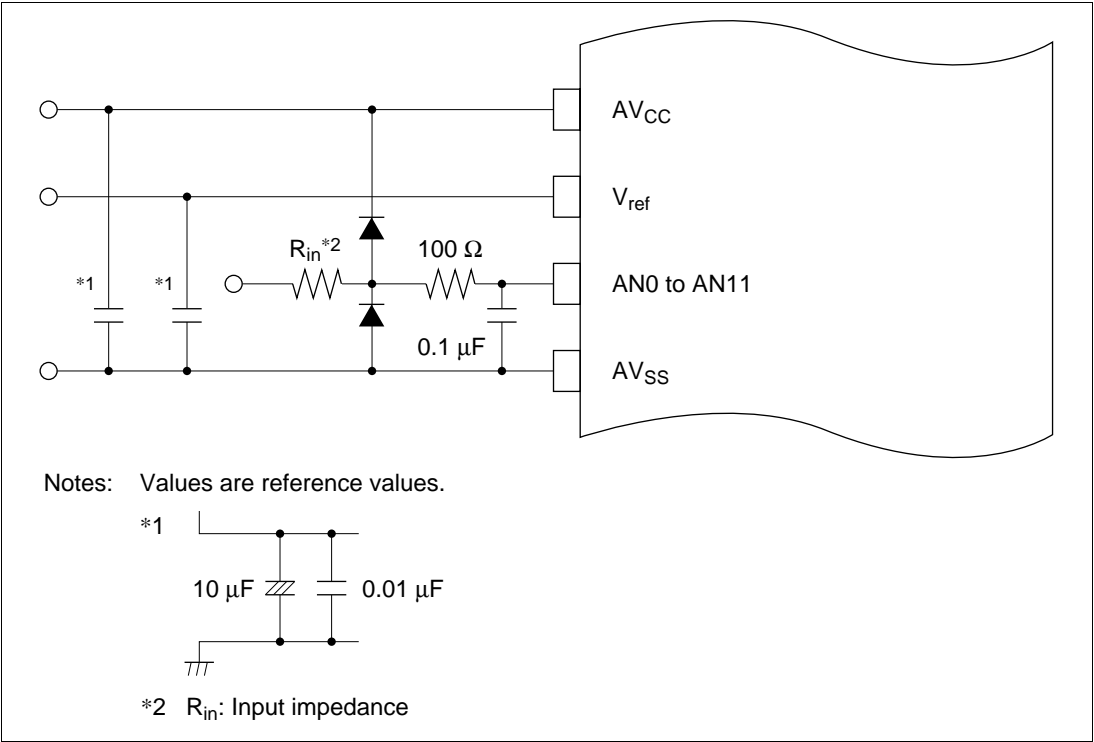 AVCC
Vref
Rin*2
100 Ω
*1
*1
AN0 to AN11
0.1 μF
AVSS
Notes: Values are reference values.
*1
10 μF
0.01 μF
*2 Rin: Input impedance